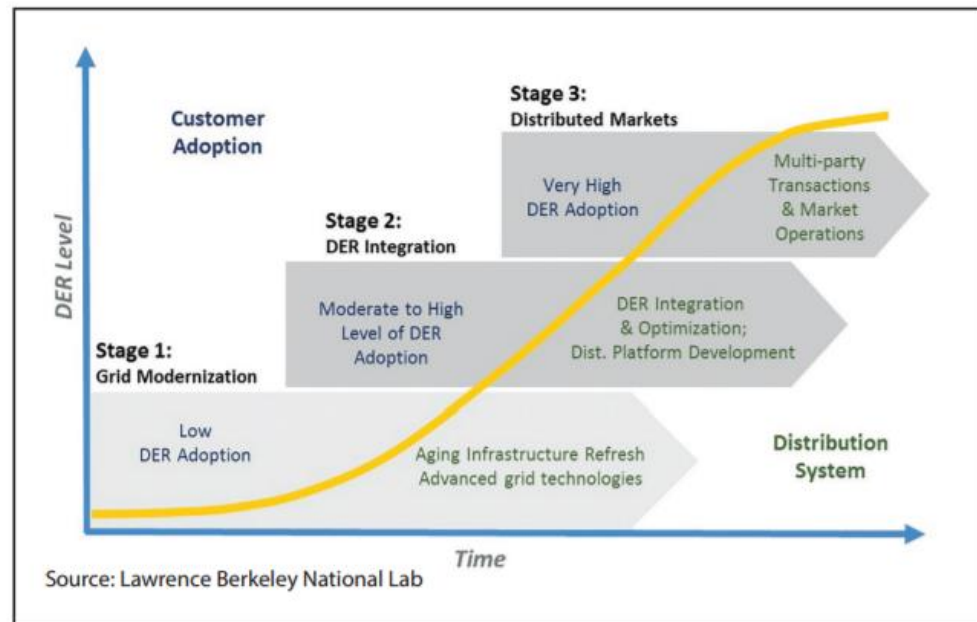 Customer
Adoption
Stage 3:
Distributed Markets
Very High
DER Adoption
Multi-party
Transactions
& Market
Operations
Stage 2:
DER Integration
Moderate to High
Level of DER
Adoption
DER Integration
& Optimization;
Dist. Platform Development
Stage 1:
Grid Modernization
Low
DER Adoption
Aging Infrastructure Refresh
Advanced grid technologies
Distribution
System
DER Level
Time
Source: Lawrence Berkeley National Lab